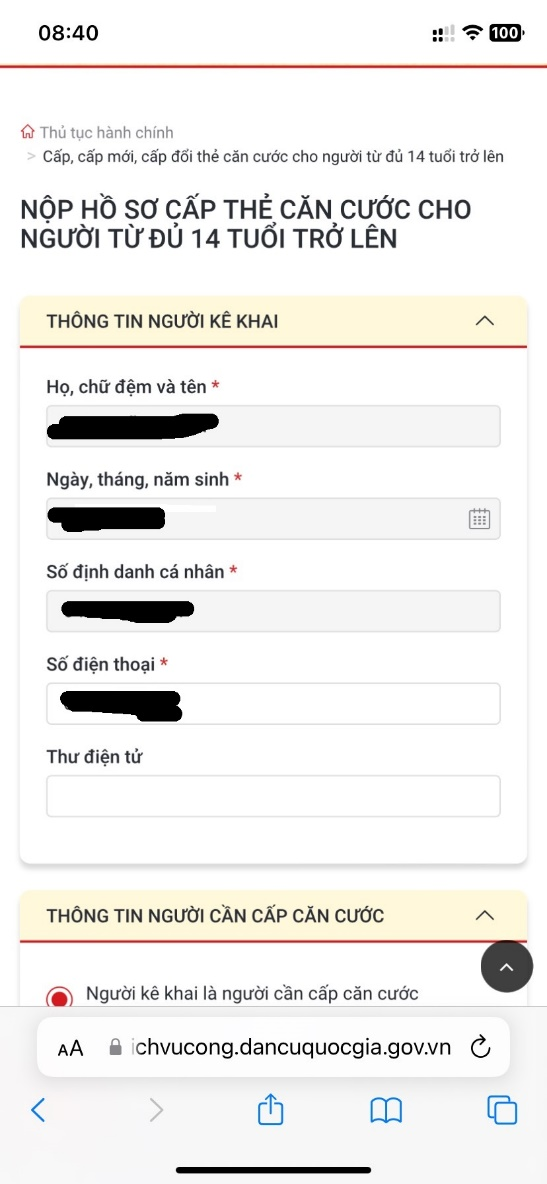 08:40
100
Thủ tục hành chính
> Cấp, cấp mới, cấp đổi thẻ căn cước cho người từ đủ 14 tuổi trở lên
NỘP HỒ SƠ CẤP THẺ CĂN CƯỚC CHO
NGƯỜI TỪ ĐỦ 14 TUỔI TRỞ LÊN
THÔNG TIN NGƯỜI KÊ KHAI
Họ, chữ đệm và tên *
Ngày, tháng, năm sinh *
Số định danh cá nhân *
Số điện thoại *
Thư điện tử
THÔNG TIN NGƯỜI CẦN CẤP CĂN CƯỚC
Người kê khai là người cần cấp căn cước
AA ichvucong.dancuquocgia.gov.vn